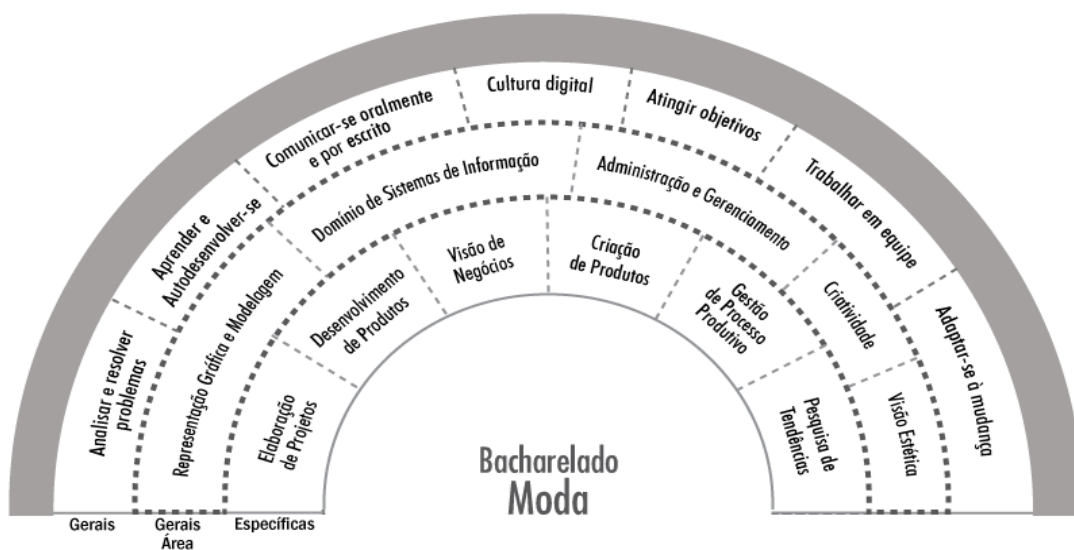 Analisar e resolver
problemas
Aprender e
Autodesenvolver-se
Comunicar-se oralmente
e por escrito
Cultura digital
Atingir objetivos
Trabalhar em equipe
Adaptar-se à mudança
Representação Gráfica e Modelagem
Domínio de Sistemas de Informação
Administração e Gerenciamento
Criatividade
Visão Estética
Elaboração
de Projetos
Desenvolvimento
de Produtos
Visão de
Negócios
Criação
de Produtos
Gestão
de Processo
Produtivo
Pesquisa de
Tendências
Bacharelado
Moda
Gerais
Gerais
Área
Específicas